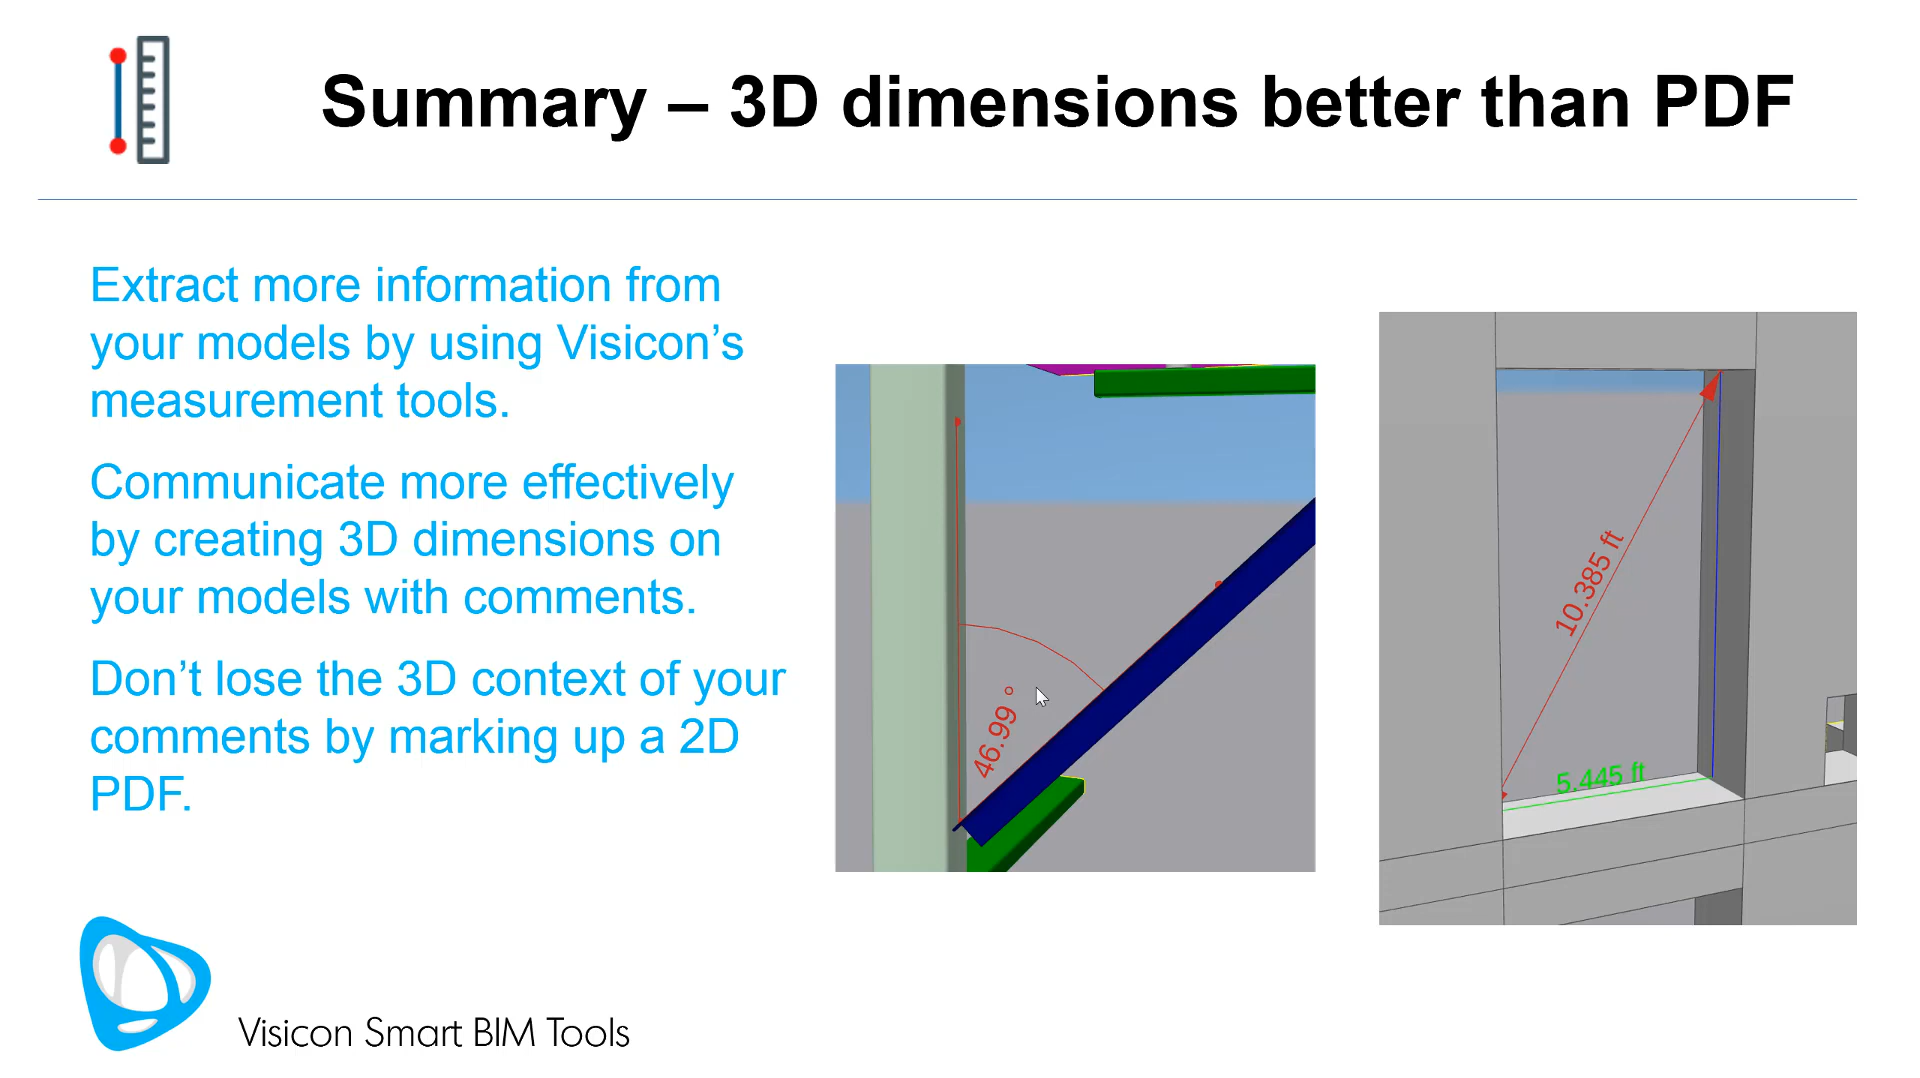 Summary – 3D dimensions better than PDF
Extract more information from
your models by using Visicon’s
measurement tools.
Communicate more effectively
by creating 3D dimensions on
your models with comments.
Don’t lose the 3D context of your
comments by marking up a 2D
PDF.
46.99 °
10.385 ft
5.445 ft
Visicon Smart BIM Tools